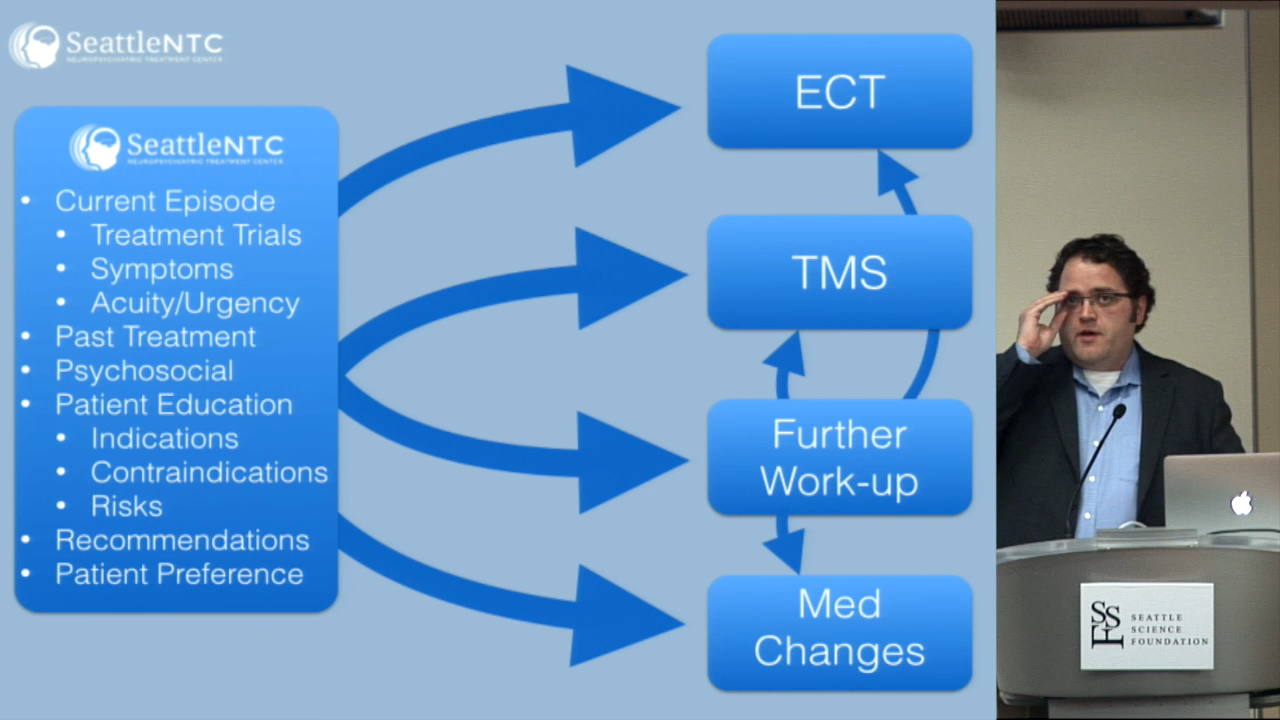 SeattleNTC
NEUROPSYCHIATRIC TREATMENT CENTER
SeattleNTC
NEUROPSYCHIATRIC TREATMENT CENTER
• Current Episode
• Treatment Trials
• Symptoms
• Acuity/Urgency
• Past Treatment
• Psychosocial
• Patient Education
• Indications
• Contraindications
• Risks
• Recommendations
• Patient Preference
ECT
TMS
Further
Work-up
Med
Changes
SSF
SEATTLE
SCIENCE
FOUNDATION